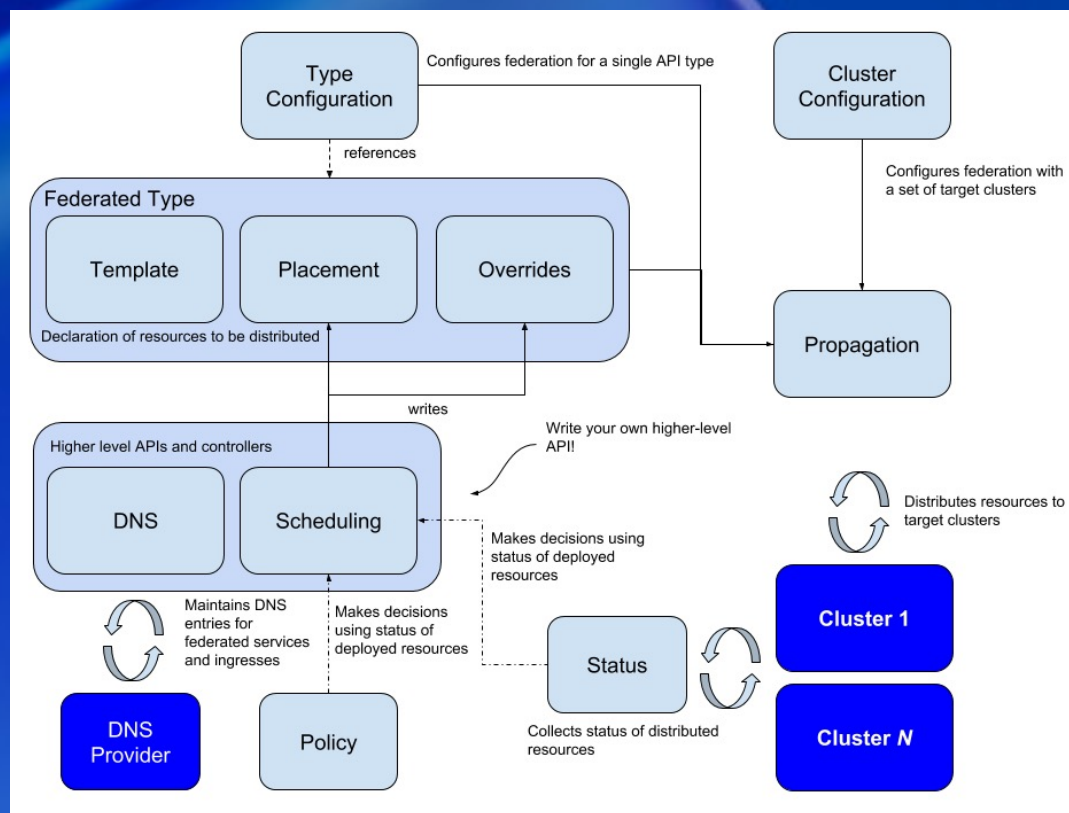 Type
Configuration
Configures federation for a single API type
Cluster
Configuration
references
Configures federation with
a set of target clusters
Federated Type
Template
Placement
Overrides
Declaration of resources to be distributed
Propagation
writes
Higher level APIs and controllers
Write your own higher-level
API!
DNS
Scheduling
Makes decisions using
status of deployed
resources
Distributes resources to
target clusters
Maintains DNS
entries for
federated services
and ingresses
Makes decisions
using status of
deployed resources
Status
Cluster 1
DNS
Provider
Policy
Collects status of distributed
resources
Cluster N